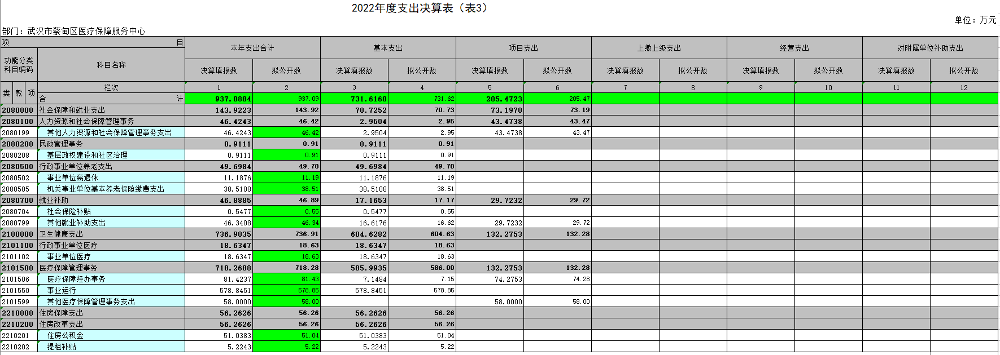 2022年度支出决算表（表3）
单位：万元
部门：武汉市蔡甸区医疗保障服务中心
项 目 本年支出合计 基本支出 项目支出 上缴上级支出 经营支出 对附属单位补助支出
功能分类科目编码 科目名称 决算填报数 拟公开数 决算填报数 拟公开数 决算填报数 拟公开数 决算填报数 拟公开数 决算填报数 拟公开数 决算填报数 拟公开数
类 款 项 栏次 1 2 3 4 5 6 7 8 9 10 11 12
合 计 937.0884 937.09 731.6160 731.62 205.4723 205.47
2080000 社会保障和就业支出 143.9223 143.92 70.7252 70.73 73.1970 73.19
2080100 人力资源和社会保障管理事务 46.4243 46.42 2.9504 2.95 43.4738 43.47
2080199 其他人力资源和社会保障管理事务支出 46.4243 46.42 2.9504 2.95 43.4738 43.47
2080200 民政管理事务 0.9111 0.91 0.9111 0.91
2080208 基层政权建设和社区治理 0.9111 0.91 0.9111 0.91
2080500 行政事业单位养老支出 49.6984 49.70 49.6984 49.70
2080502 事业单位离退休 11.1876 11.19 11.1876 11.19
2080505 机关事业单位基本养老保险缴费支出 38.5108 38.51 38.5108 38.51
2080700 就业补助 46.8885 46.89 17.1653 17.17 29.7232 29.72
2080704 社会保险补贴 0.5477 0.55 0.5477 0.55
2080799 其他就业补助支出 46.3408 46.34 16.6176 16.62 29.7232 29.72
2100000 卫生健康支出 736.9035 736.91 604.6282 604.63 132.2753 132.28
2101100 行政事业单位医疗 18.6347 18.63 18.6347 18.63
2101102 事业单位医疗 18.6347 18.63 18.6347 18.63
2101500 医疗保障管理事务 718.2688 718.28 585.9935 586.00 132.2753 132.28
2101506 医疗保障经办事务 81.4237 81.43 7.1484 7.15 74.2753 74.28
2101550 事业运行 578.8451 578.85 578.8451 578.85
2101599 其他医疗保障管理事务支出 58.0000 58.00 58.0000 58.00
2210000 住房保障支出 56.2626 56.26 56.2626 56.26
2210200 住房改革支出 56.2626 56.26 56.2626 56.26
2210201 住房公积金 51.0383 51.04 51.0383 51.04
2210202 提租补贴 5.2243 5.22 5.2243 5.22